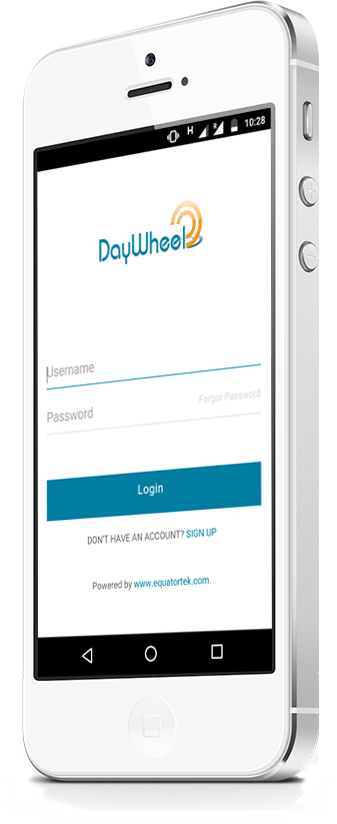 H R 10:28
DayWheel
Username
Forgot Password
Password
Login
DON'T HAVE AN ACCOUNT? SIGN UP
Powered by www.equatortek.com.